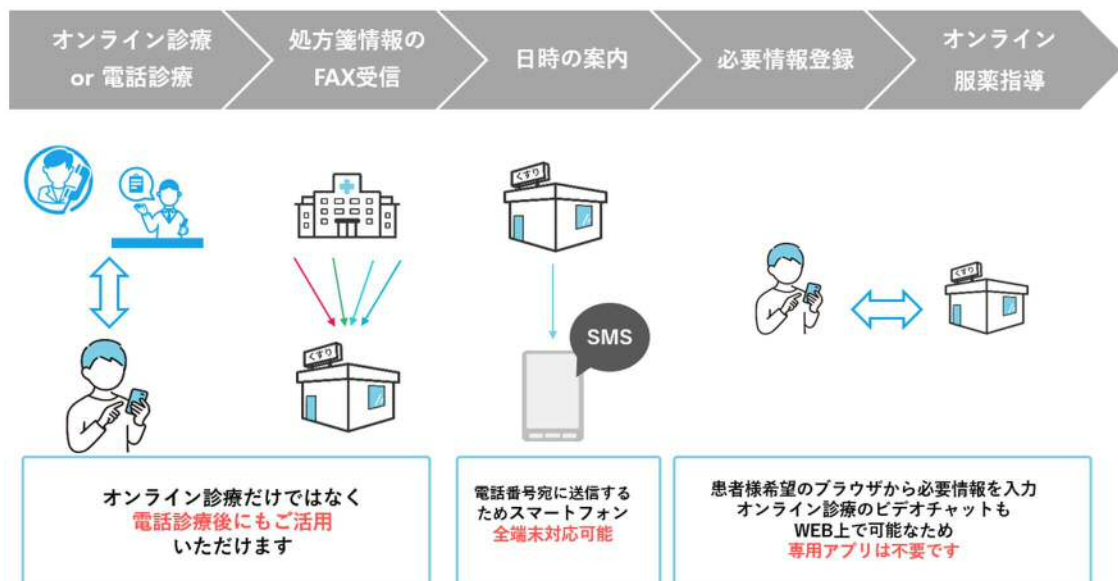 オンライン診療
or 電話診療
処方箋情報の
FAX受信
日時の案内
必要情報登録
オンライン
服薬指導
くすり
くすり
くすり
SMS
オンライン診療だけではなく
電話診療後にもご活用
いただけます
電話番号宛に送信する
ためスマートフォン
全端末対応可能
患者様希望のブラウザから必要情報を入力
オンライン診療のビデオチャットも
WEB上で可能なため
専用アプリは不要です